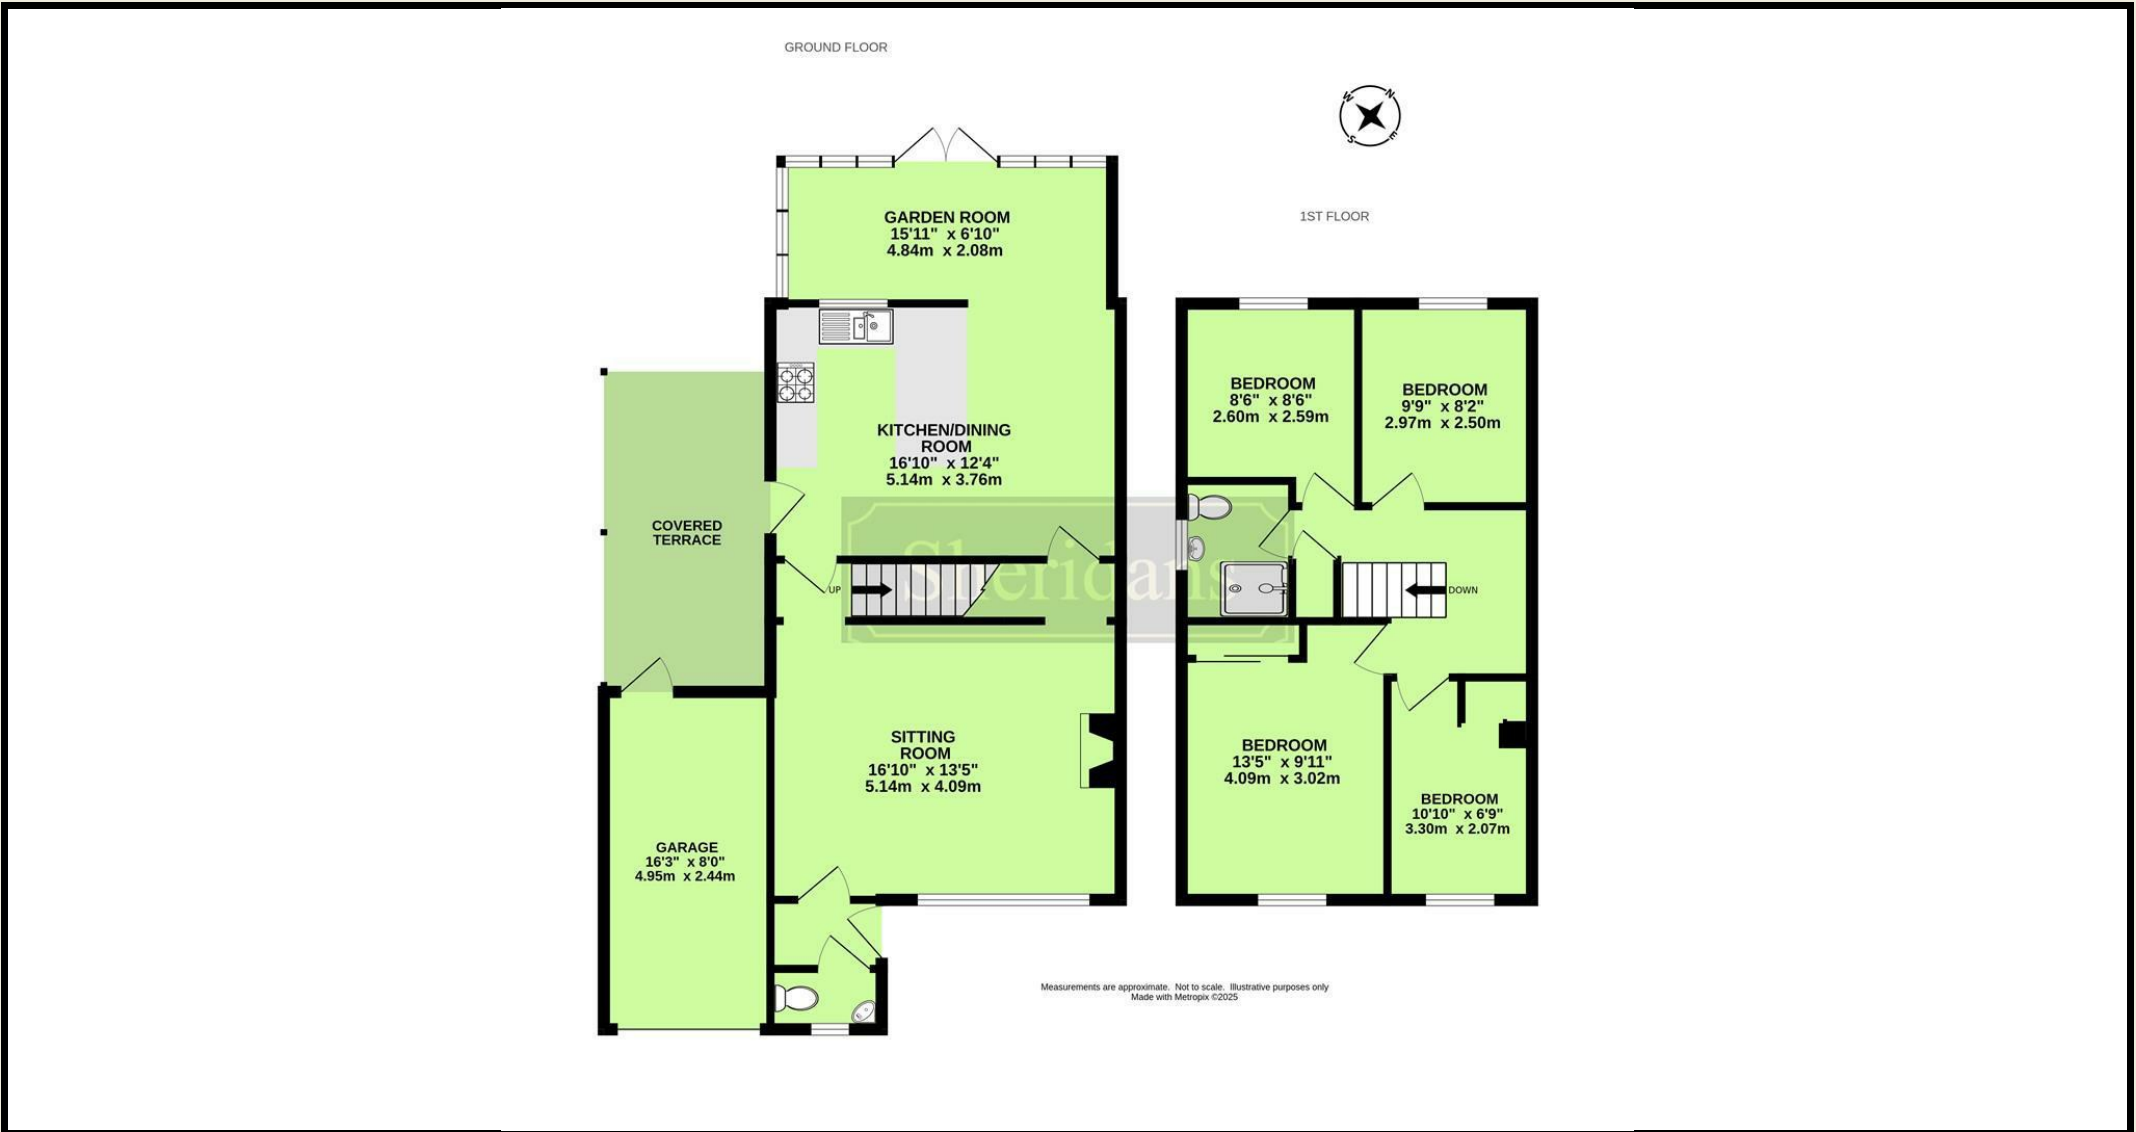 GROUND FLOOR
W N
S E
1ST FLOOR
GARDEN ROOM
15'11" x 6'10"
4.84m x 2.08m
BEDROOM
8'6" x 8'6"
2.60m x 2.59m
BEDROOM
9'9" x 8'2"
2.97m x 2.50m
KITCHEN/DINING
ROOM
16'10" x 12'4"
5.14m x 3.76m
COVERED
TERRACE
Sheridans
UP
DOWN
SITTING
ROOM
16'10" x 13'5"
5.14m x 4.09m
BEDROOM
13'5" x 9'11"
4.09m x 3.02m
BEDROOM
10'10" x 6'9"
3.30m x 2.07m
GARAGE
16'3" x 8'0"
4.95m x 2.44m
Measurements are approximate. Not to scale. Illustrative purposes only
Made with Metropix ©2025